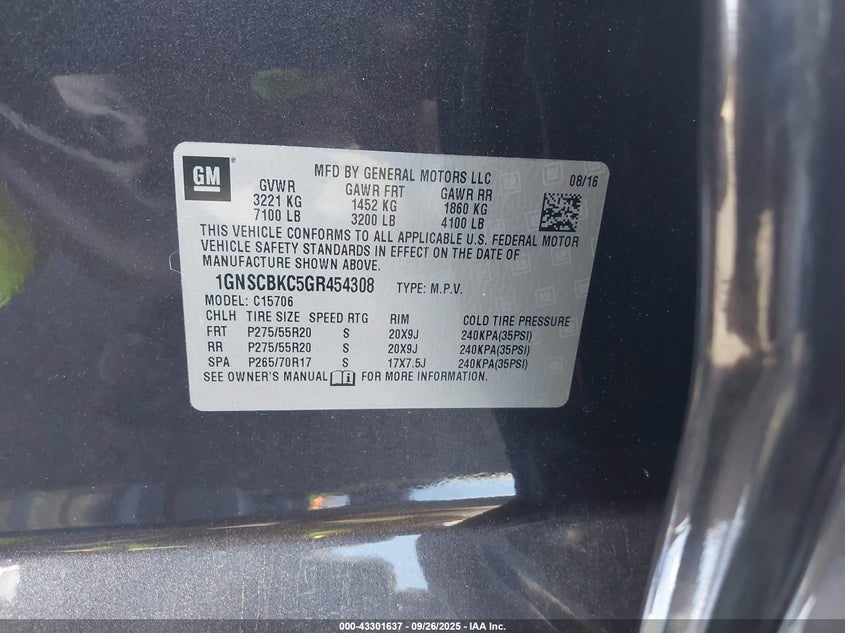 GM
MFD BY GENERAL MOTORS LLC 08/16
GVWR GAWR FRT GAWR RR
3221 KG 1452 KG 1860 KG
7100 LB 3200 LB 4100 LB
THIS VEHICLE CONFORMS TO ALL APPLICABLE U.S. FEDERAL MOTOR
VEHICLE SAFETY STANDARDS IN EFFECT ON THE DATE OF
MANUFACTURE SHOWN ABOVE.
1GNSCBKC5GR454308 TYPE: M.P.V.
MODEL: C15706
CHLH TIRE SIZE SPEED RTG RIM COLD TIRE PRESSURE
FRT P275/55R20 S 20X9J 240KPA(35PSI)
RR P275/55R20 S 20X9J 240KPA(35PSI)
SPA P265/70R17 S 17X7.5J 240KPA(35PSI)
SEE OWNER'S MANUAL FOR MORE INFORMATION.
000-43301637 - 09/26/2025 - IAA Inc.